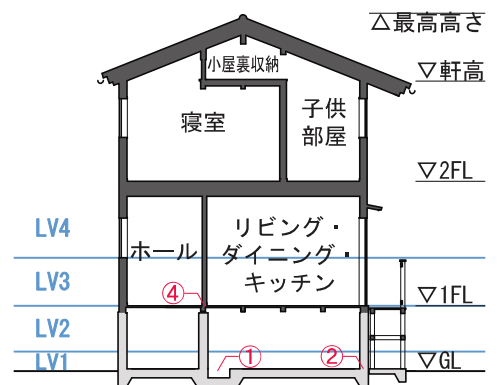 △最高高さ
小屋裏収納
▽軒高
寝室
子供
部屋
▽2FL
LV4
リビング・
ダイニング・
キッチン
ホール
LV3
④
▽1FL
LV2
①
②
LV1
▽GL